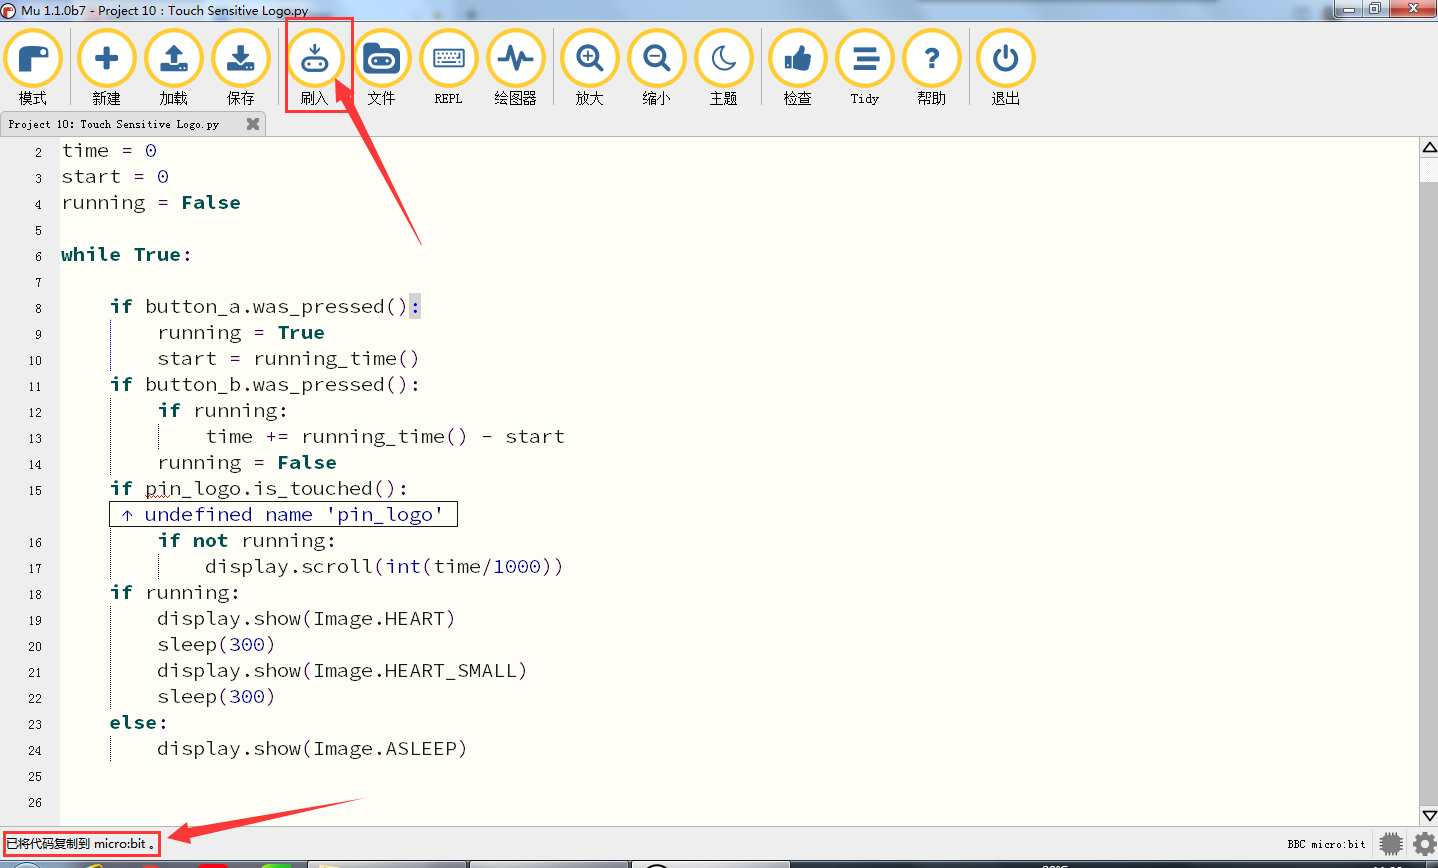 Mu 1.1.0b7 - Project 10 : Touch Sensitive Logo.py
模式 新建 加载 保存 刷入 文件 REPL 绘图器 放大 缩小 主题 检查 Tidy 帮助 退出
Project 10: Touch Sensitive Logo.py
2 time = 0
3 start = 0
4 running = False
5
6 while True:
7
8 if button_a.was_pressed():
9 running = True
10 start = running_time()
11 if button_b.was_pressed():
12 if running:
13 time += running_time() - start
14 running = False
15 if pin_logo.is_touched():
↑ undefined name 'pin_logo'
16 if not running:
17 display.scroll(int(time/1000))
18 if running:
19 display.show(Image.HEART)
20 sleep(300)
21 display.show(Image.HEART_SMALL)
22 sleep(300)
23 else:
24 display.show(Image.ASLEEP)
25
26
已将代码复制到 micro:bit 。
BBC micro:bit